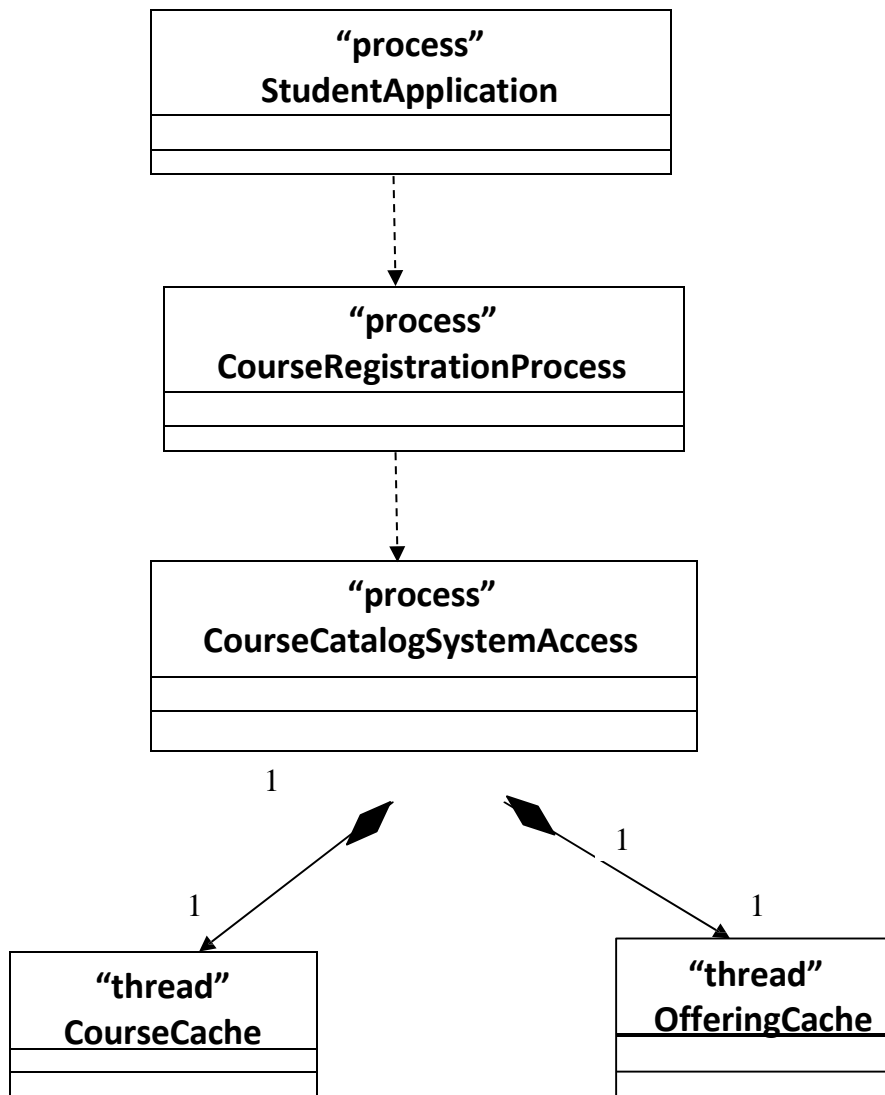 “process”
StudentApplication
“process”
CourseRegistrationProcess
“process”
CourseCatalogSystemAccess
1
1
1
1
“thread”
CourseCache
“thread”
OfferingCache